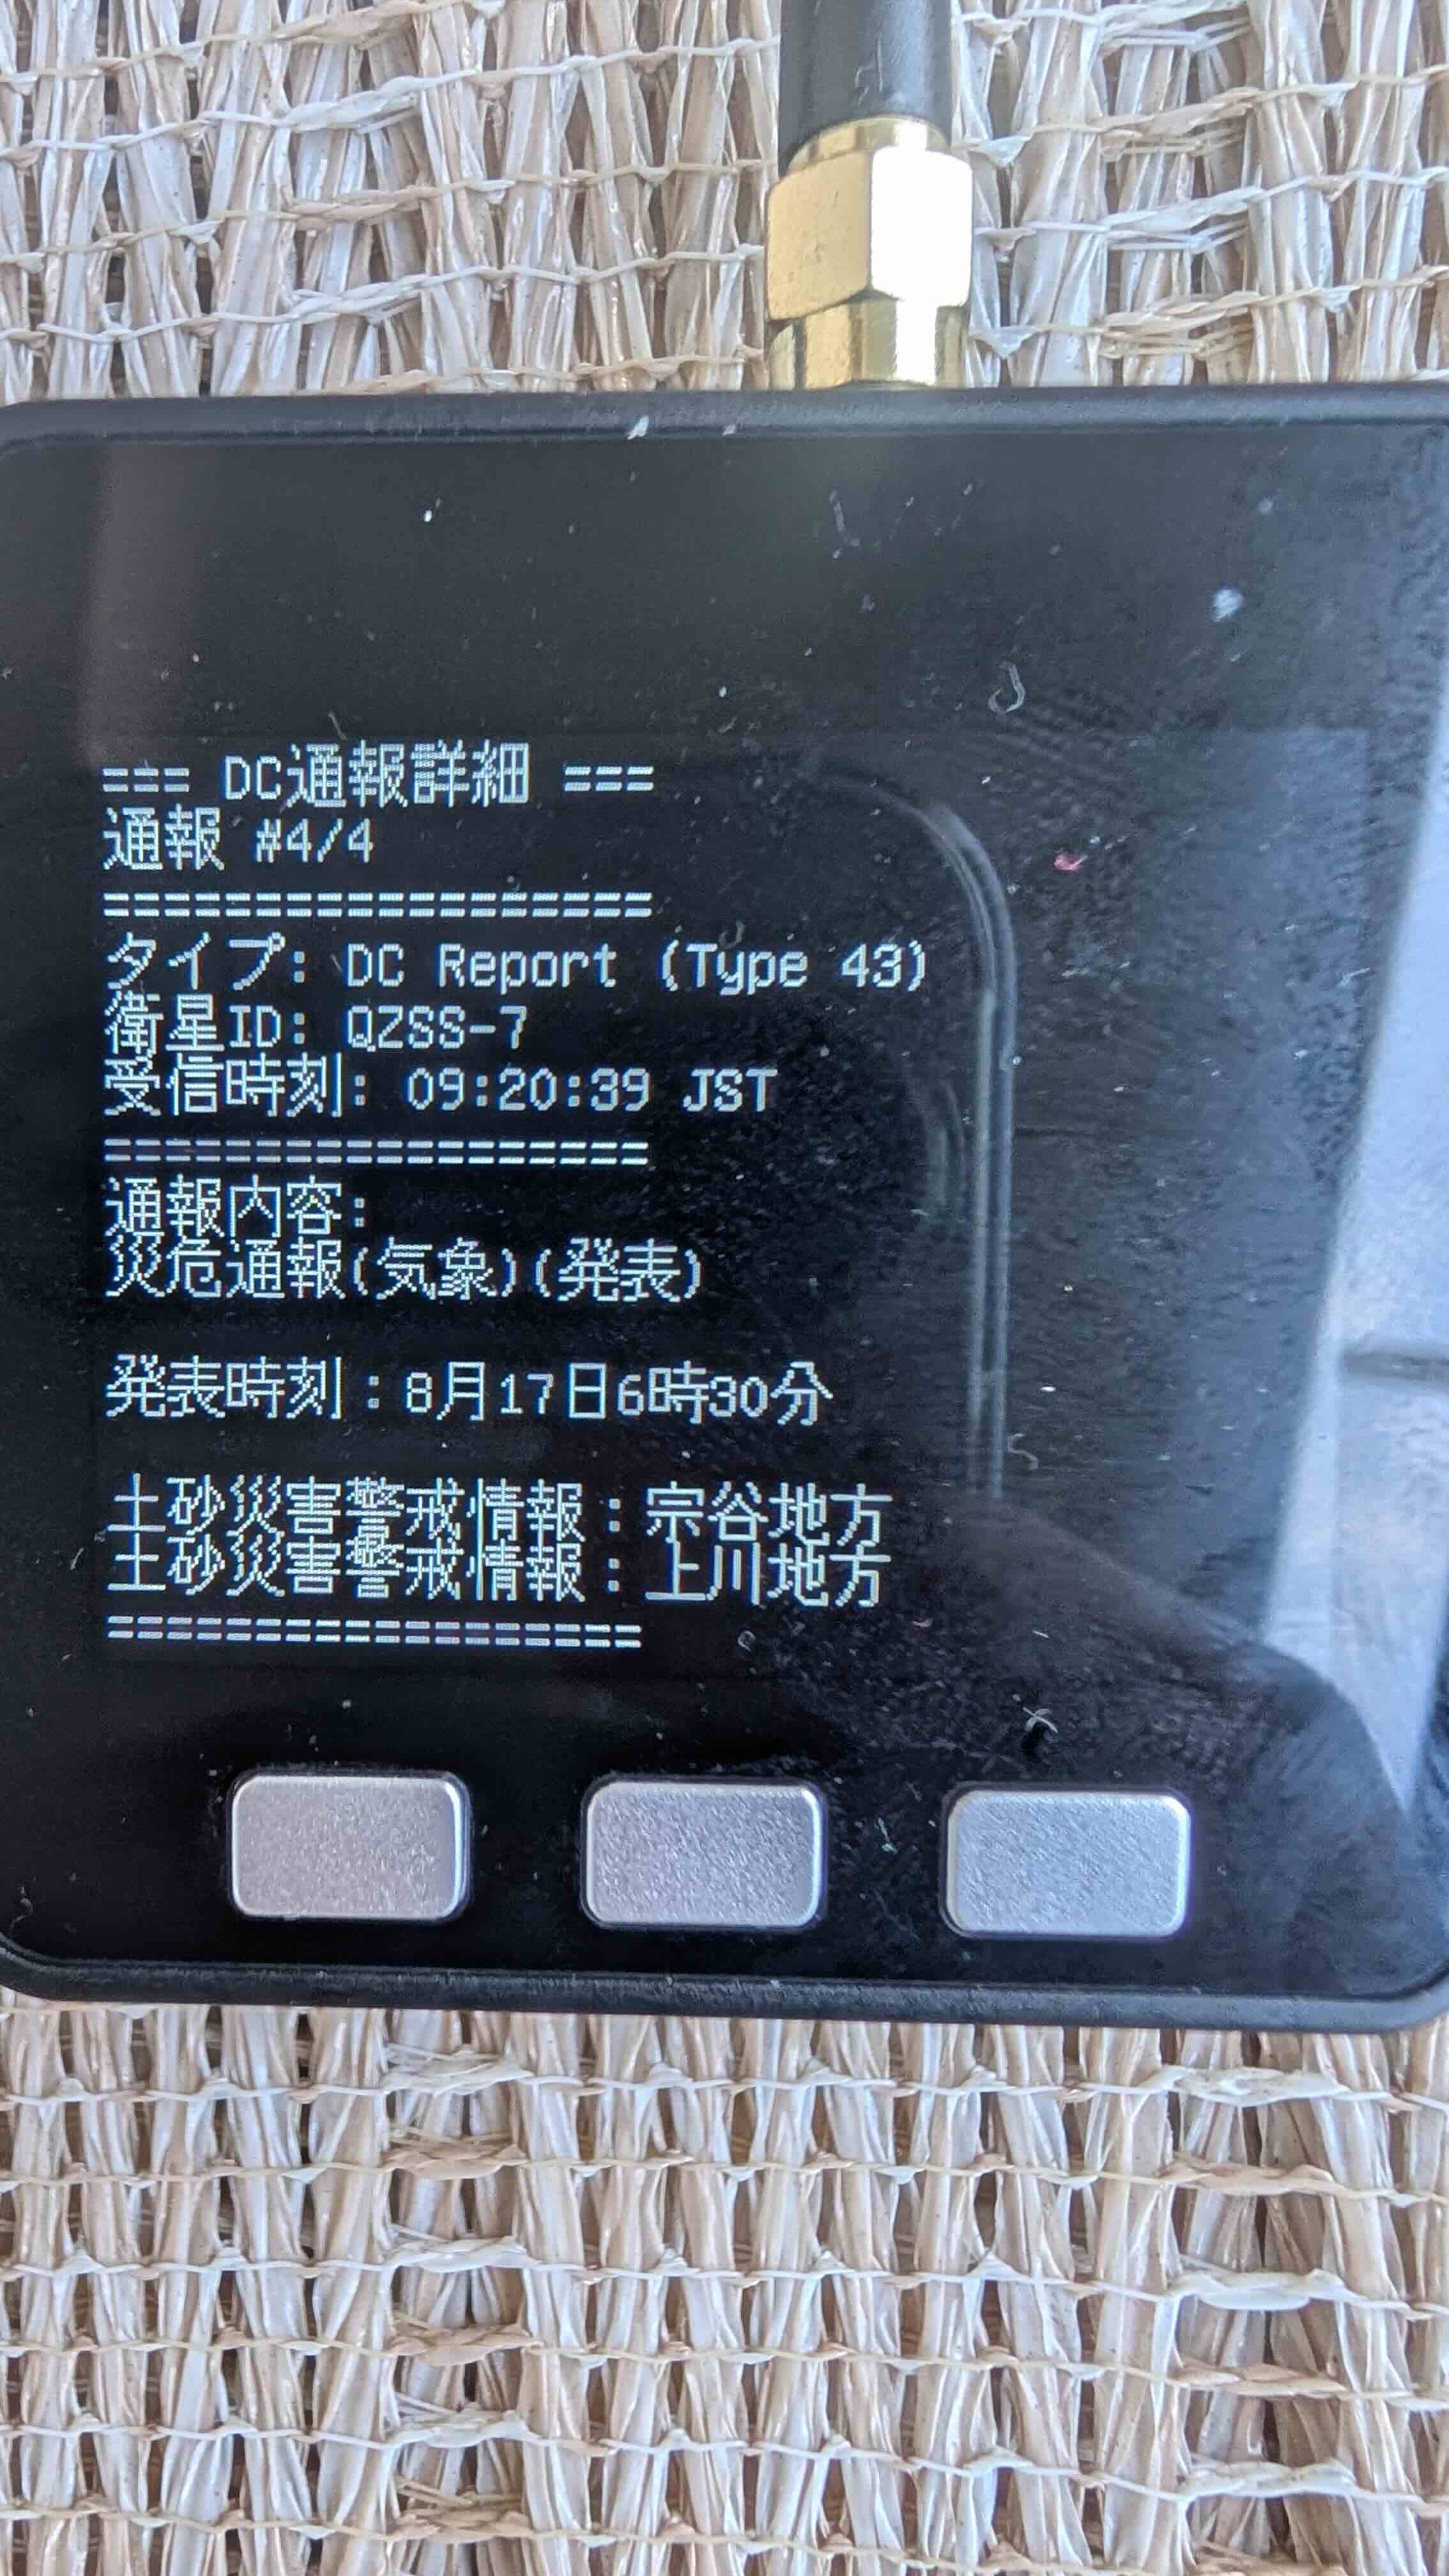 === DC通報詳細 ===
通報 #4/4
==================
タイプ: DC Report (Type 43)
衛星ID: QZSS-7
受信時刻: 09:20:39 JST
==================
通報内容:
災危通報(気象)(発表)
発表時刻：8月17日6時30分
土砂災害警戒情報：宗谷地方
土砂災害警戒情報：上川地方
==================